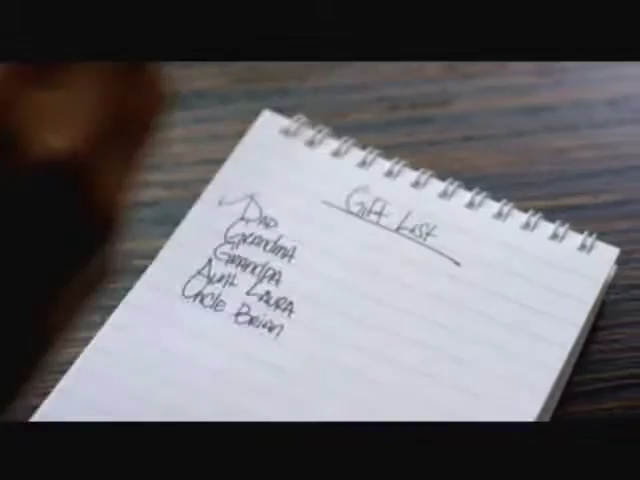 Gift List
✓Dad
Grandma
Grandpa
Aunt Laura
Uncle Brian